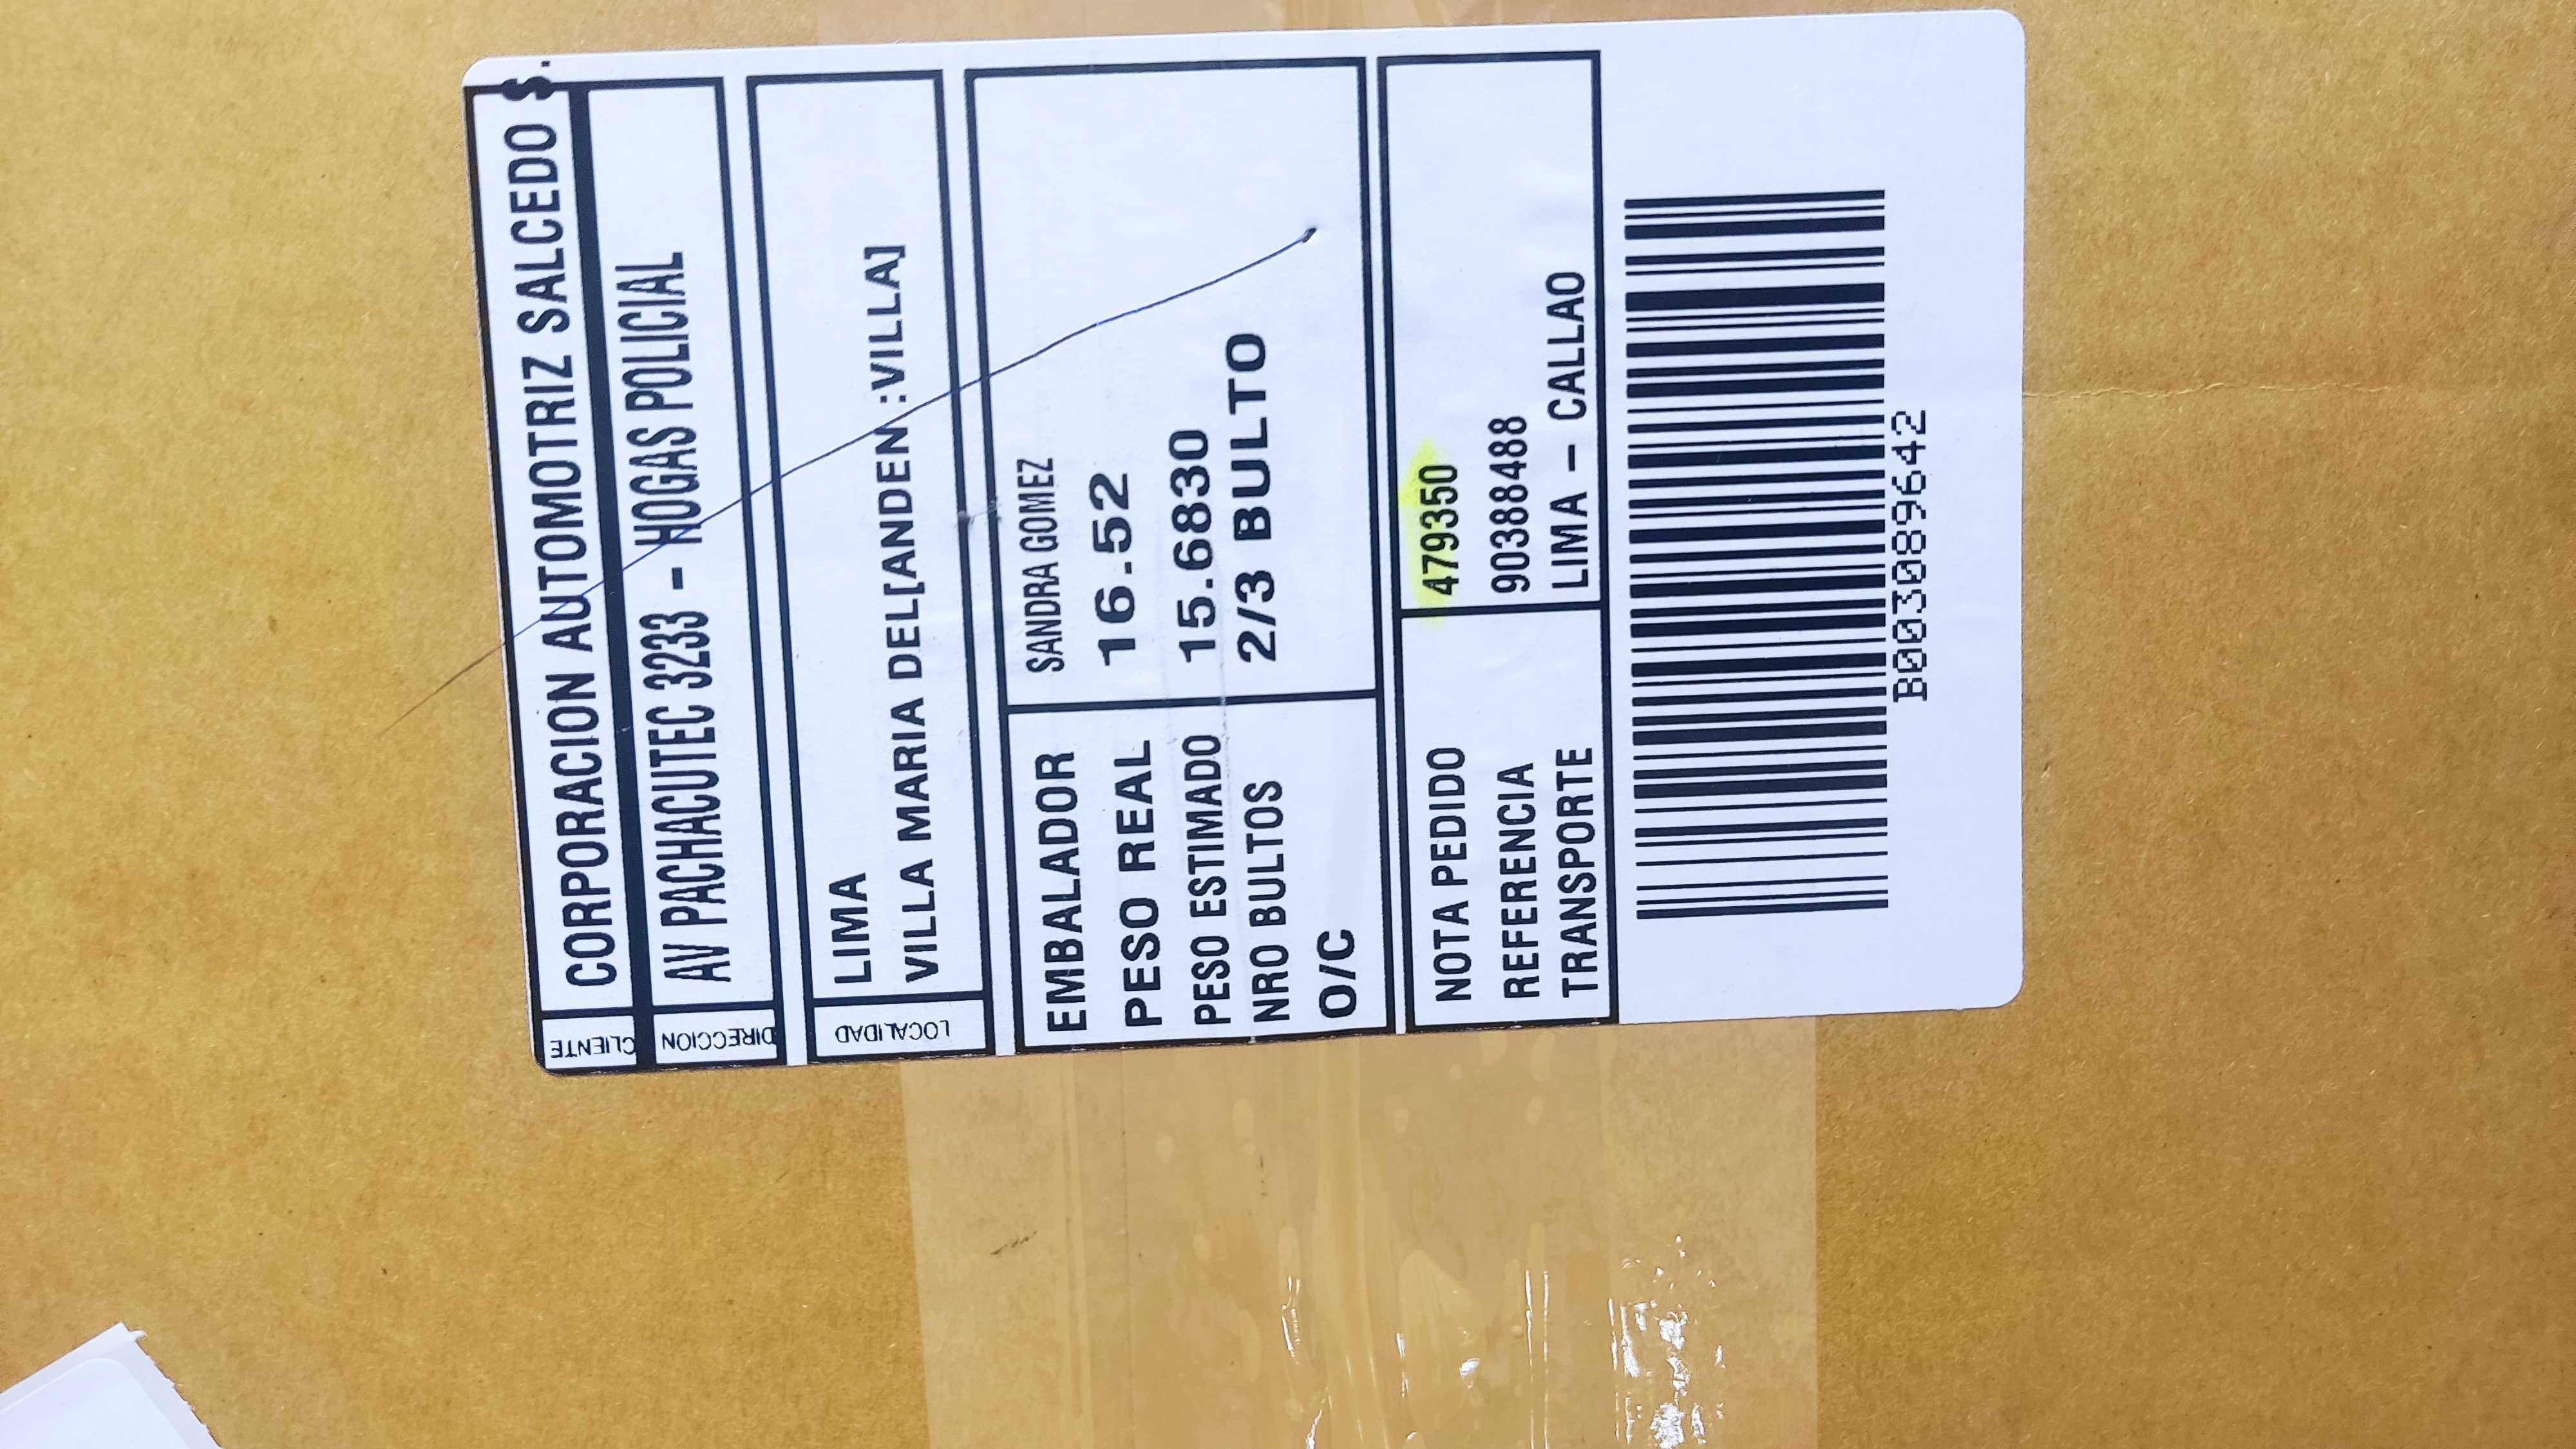 CLIENTE CORPORACION AUTOMOTRIZ SALCEDO S.
DIRECCION AV PACHACUTEC 3233 - HOGAS POLICIAL
LOCALIDAD
LIMA
VILLA MARIA DEL[ANDEN:VILLA]
EMBALADOR SANDRA GOMEZ
PESO REAL 16.52
PESO ESTIMADO 15.6830
NRO BULTOS 2/3 BULTO
O/C
NOTA PEDIDO 479350
REFERENCIA 90388488
TRANSPORTE LIMA - CALLAO
B003089642